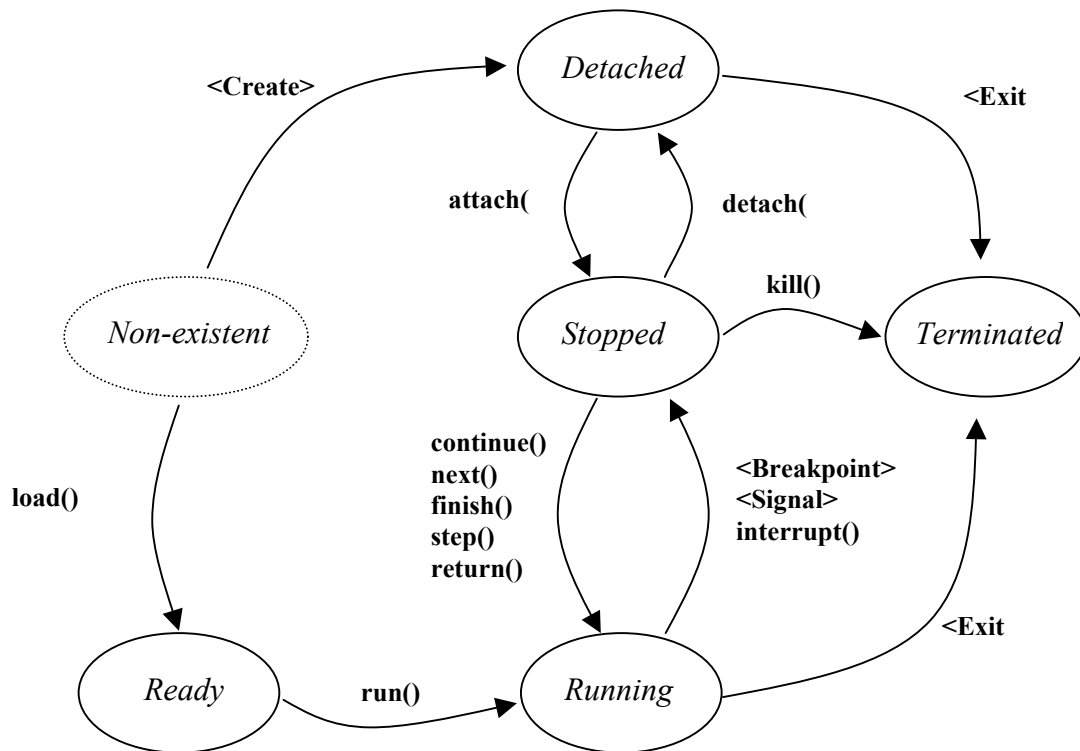 Detached
<Create>
<Exit
attach(
detach(
kill()
Non-existent
Stopped
Terminated
continue()
next()
finish()
step()
return()
<Breakpoint>
<Signal>
interrupt()
load()
<Exit
Ready
run()
Running